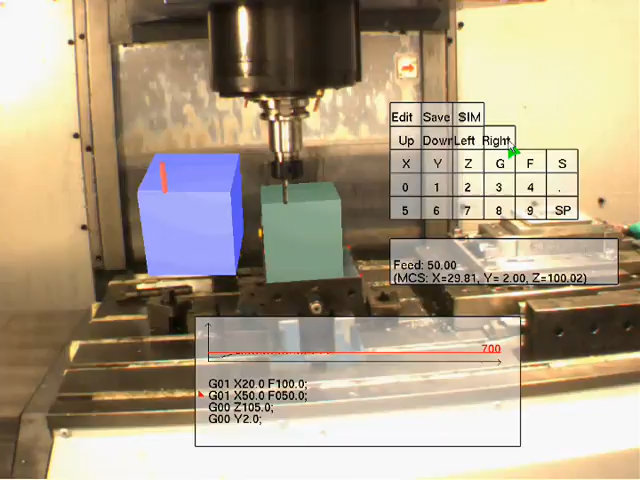 Edit Save SIM
Up Down Left Right
X Y Z G F S
0 1 2 3 4 .
5 6 7 8 9 SP
Feed: 50.00
(MCS: X=29.81, Y= 2.00, Z=100.02)
700
G01 X20.0 F100.0;
G01 X50.0 F050.0;
G00 Z105.0;
G00 Y2.0;